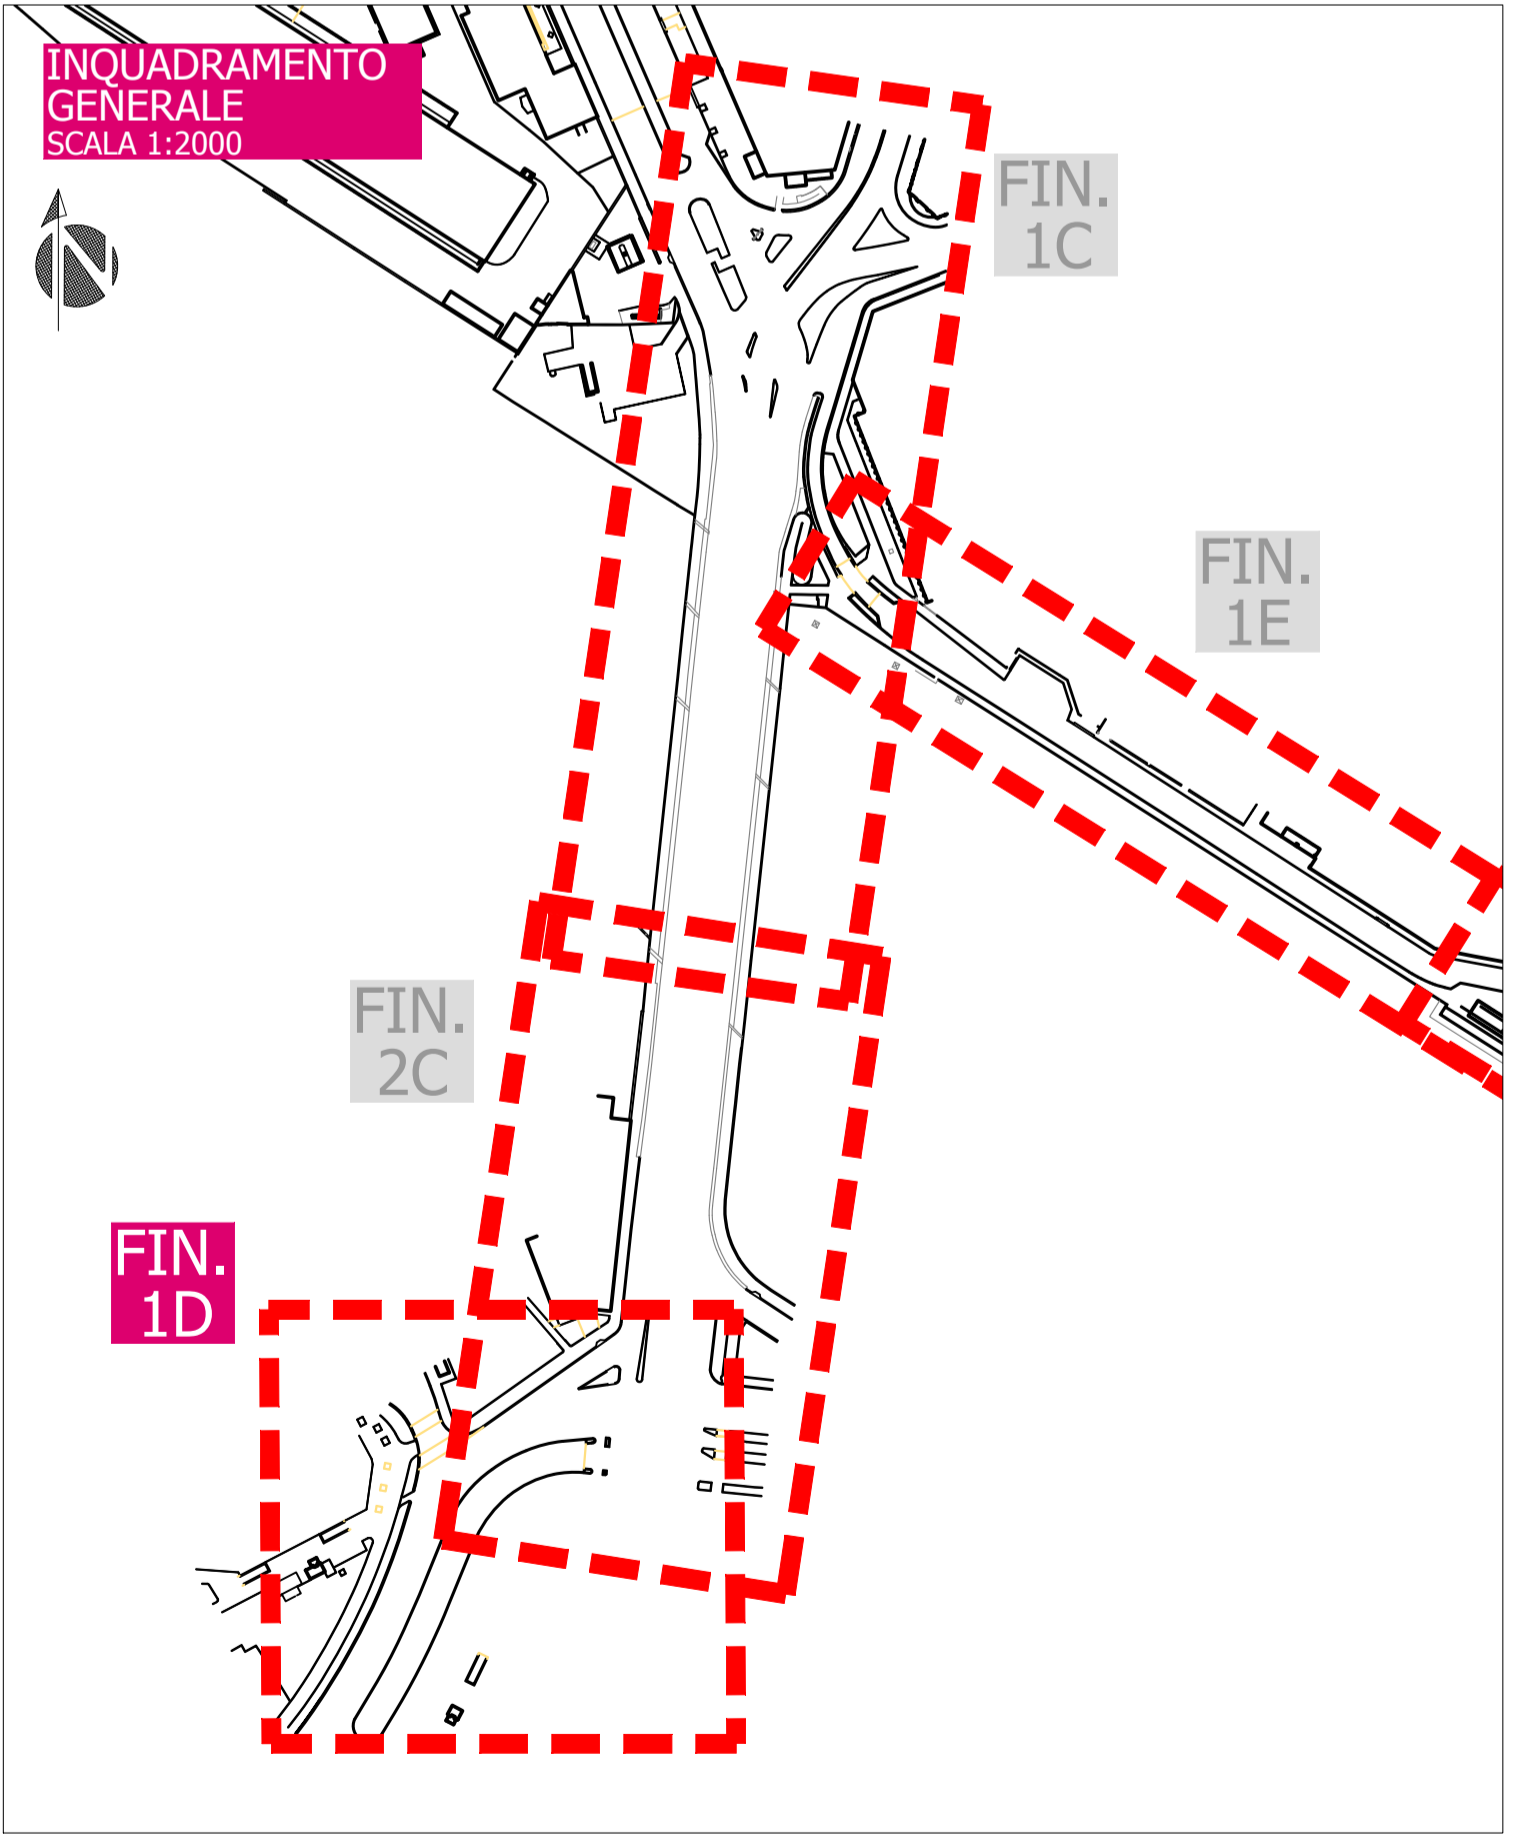 INQUADRAMENTO
GENERALE
SCALA 1:2000
FIN.
1C
FIN.
1E
FIN.
2C
FIN.
1D